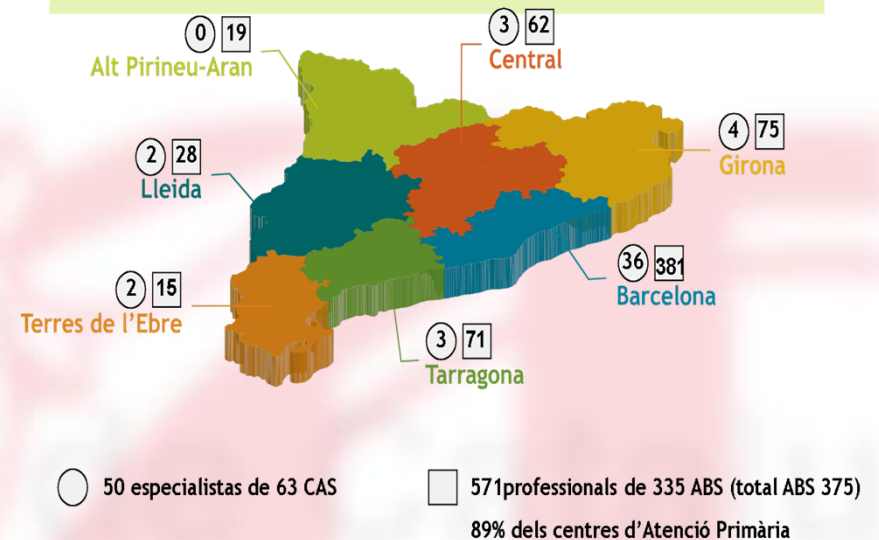 0 19
Alt Pirineu-Aran
3 62
Central
4 75
Girona
2 28
Lleida
36 381
Barcelona
2 15
Terres de l’Ebre
3 71
Tarragona
50 especialistas de 63 CAS
571professionals de 335 ABS (total ABS 375)
89% dels centres d’Atenció Primària